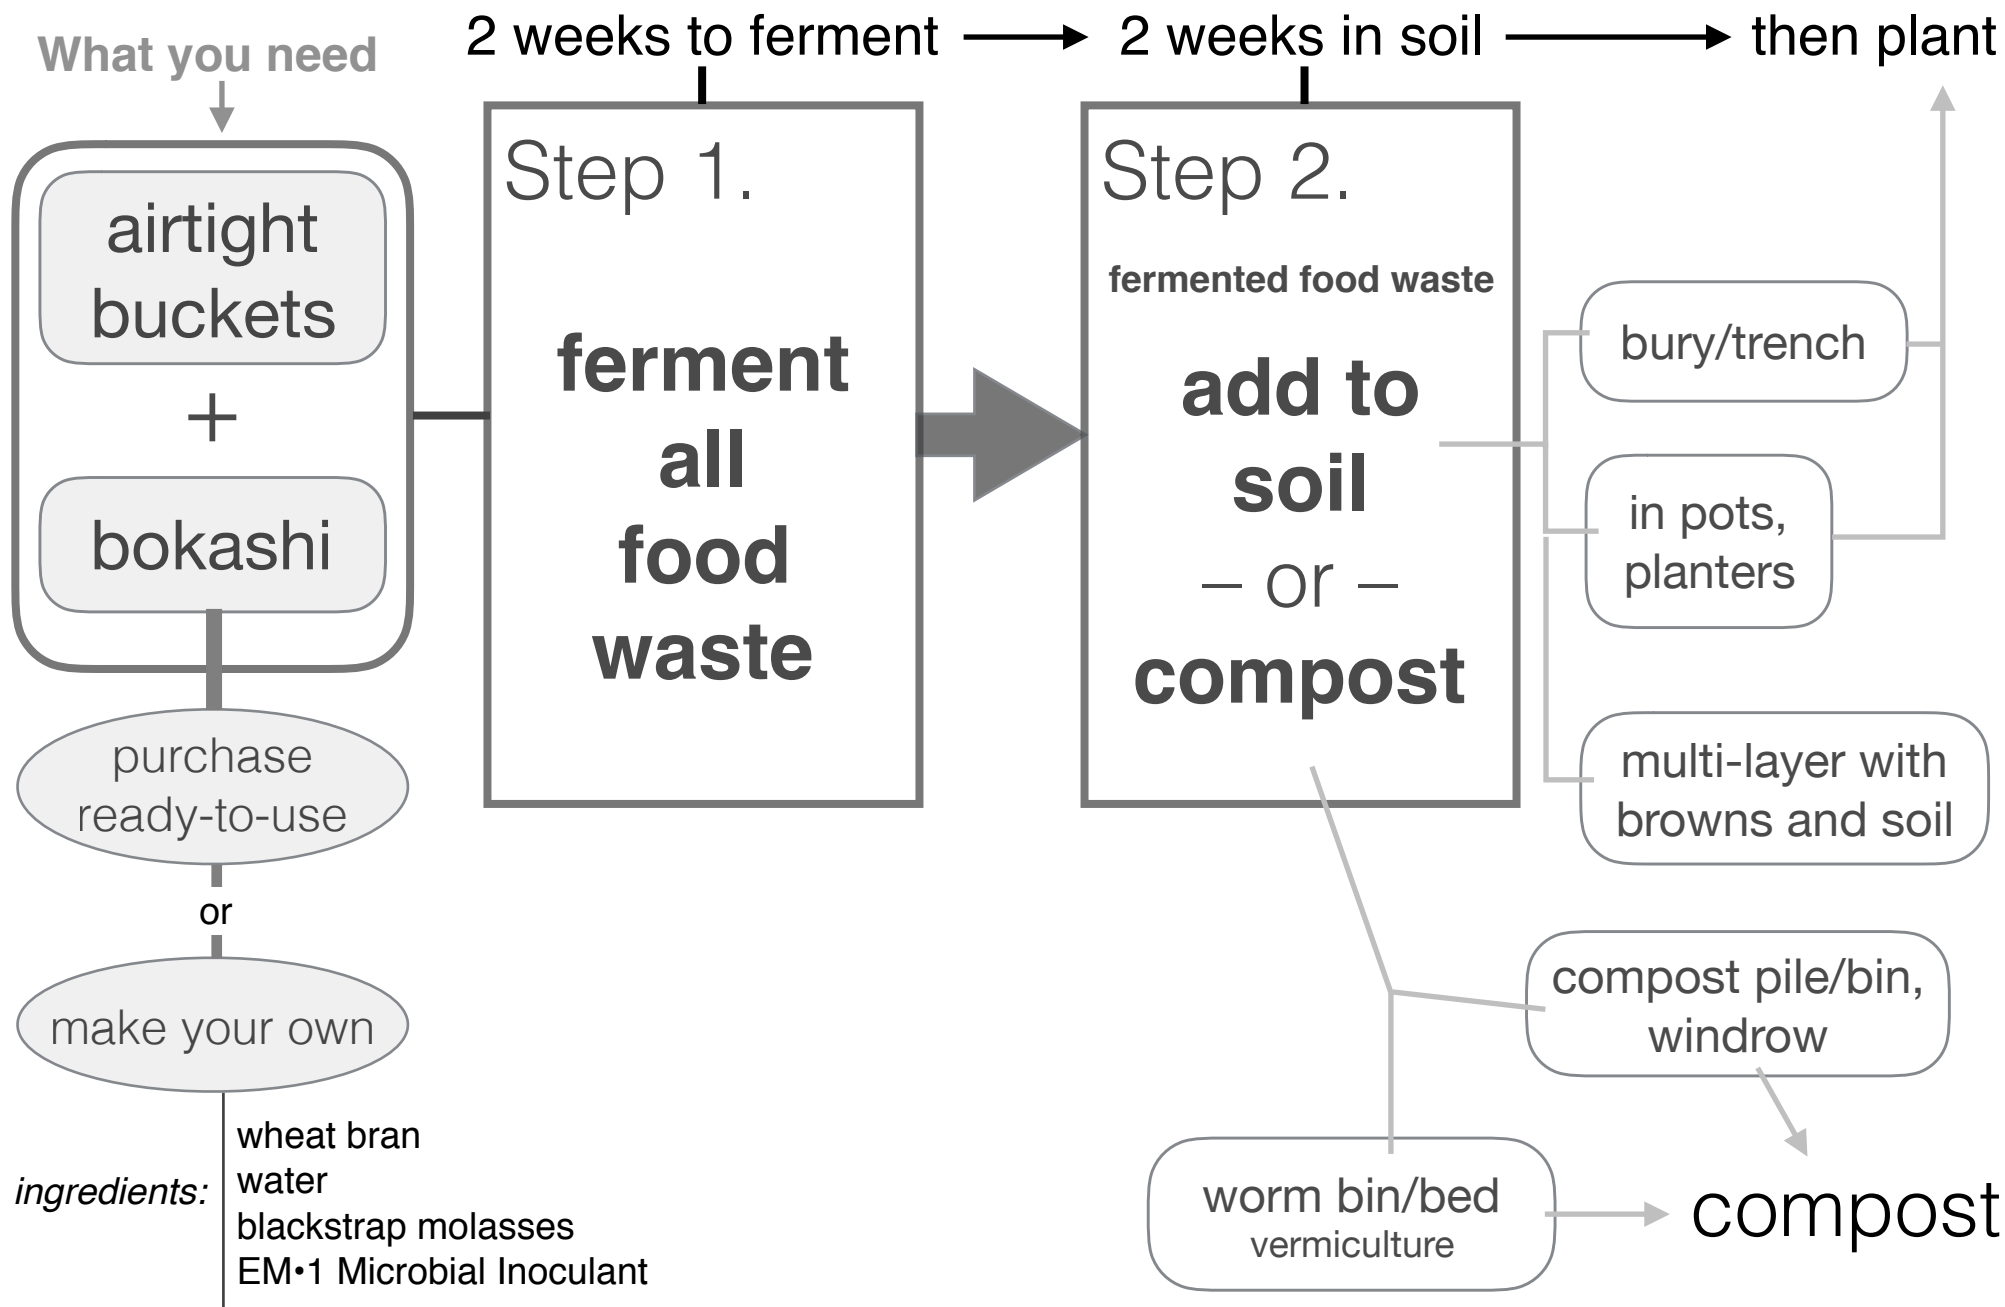 What you need
2 weeks to ferment
2 weeks in soil
then plant
airtight
buckets
+
bokashi
purchase
ready-to-use
or
make your own
ingredients:
wheat bran
water
blackstrap molasses
EM•1 Microbial Inoculant
Step 1.
ferment
all
food
waste
Step 2.
fermented food waste
add to
soil
– or –
compost
bury/trench
in pots,
planters
multi-layer with
browns and soil
compost pile/bin,
windrow
worm bin/bed
vermiculture
compost